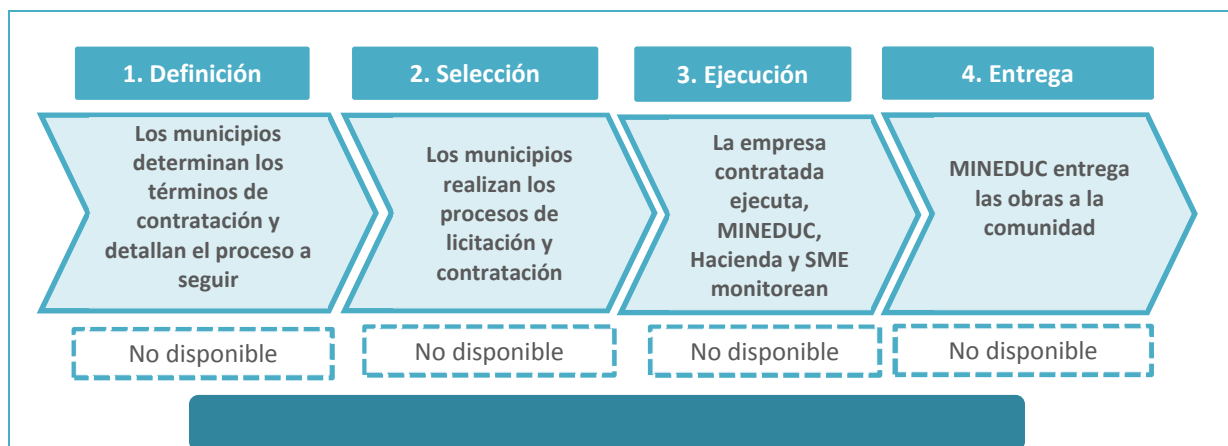 1. Definición
2. Selección
3. Ejecución
4. Entrega
Los municipios
determinan los
términos de
contratación y
detallan el proceso a
seguir
Los municipios
realizan los
procesos de
licitación y
contratación
La empresa
contratada
ejecuta,
MINEDUC,
Hacienda y SME
monitorean
MINEDUC entrega
las obras a la
comunidad
No disponible
No disponible
No disponible
No disponible